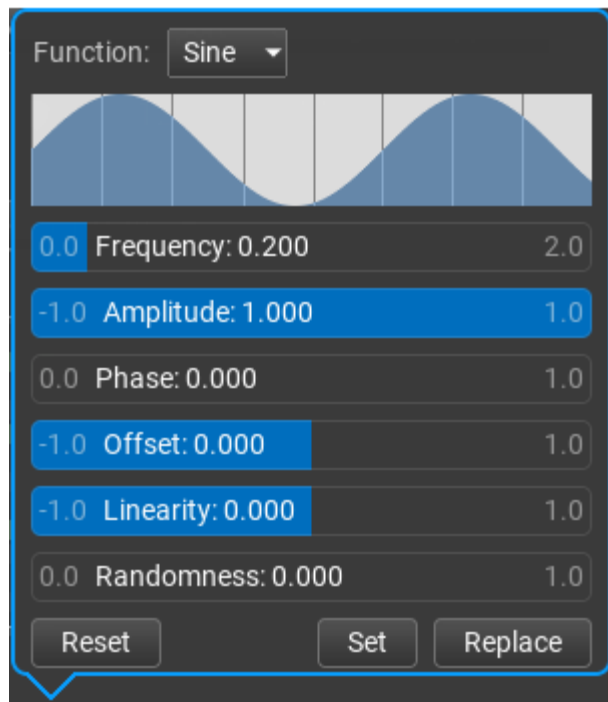 Function: Sine
0.0 Frequency: 0.200 2.0
-1.0 Amplitude: 1.000 1.0
0.0 Phase: 0.000 1.0
-1.0 Offset: 0.000 1.0
-1.0 Linearity: 0.000 1.0
0.0 Randomness: 0.000 1.0
Reset Set Replace